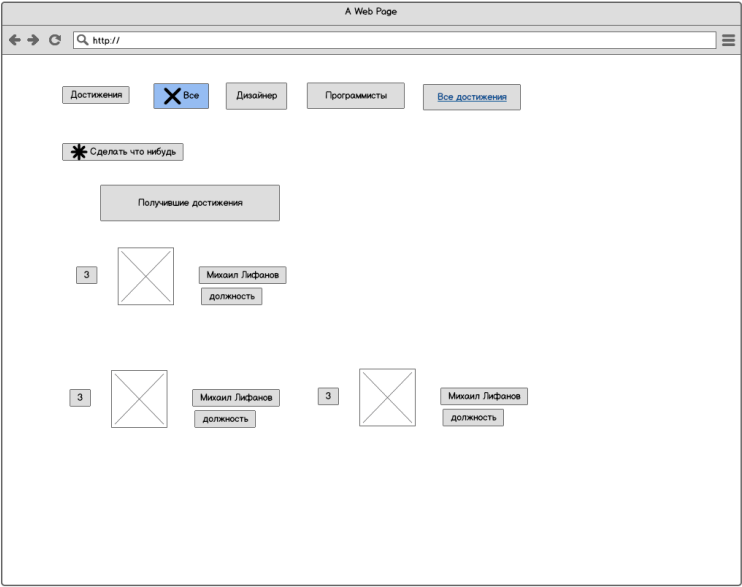 A Web Page
http://
Достижения
Все
Дизайнер
Программисты
Все достижения
Сделать что нибудь
Получившие достижения
3
Михаил Лифанов
должность
3
Михаил Лифанов
должность
3
Михаил Лифанов
должность